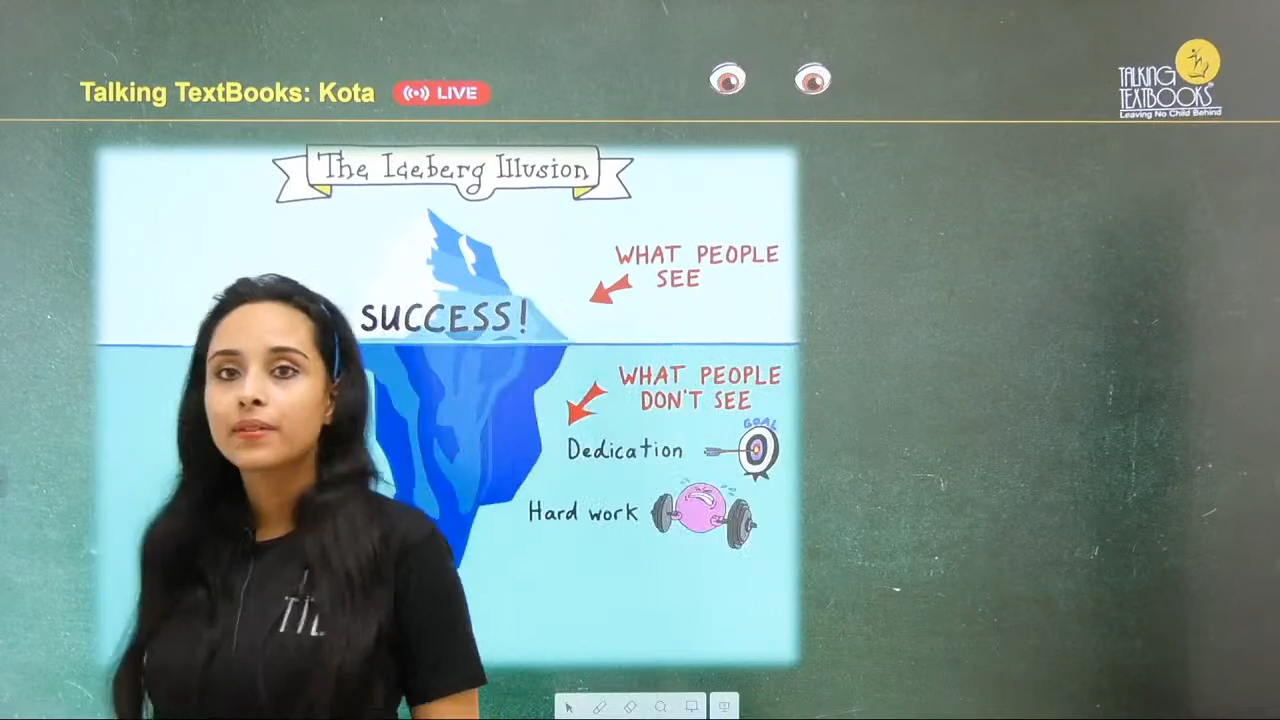 Talking TextBooks: Kota
LIVE
TALKING
TEXTBOOKS
Leaving No Child Behind
The Iceberg Illusion
WHAT PEOPLE
SEE
SUCCESS!
WHAT PEOPLE
DON'T SEE
GOAL
Dedication
Hard work